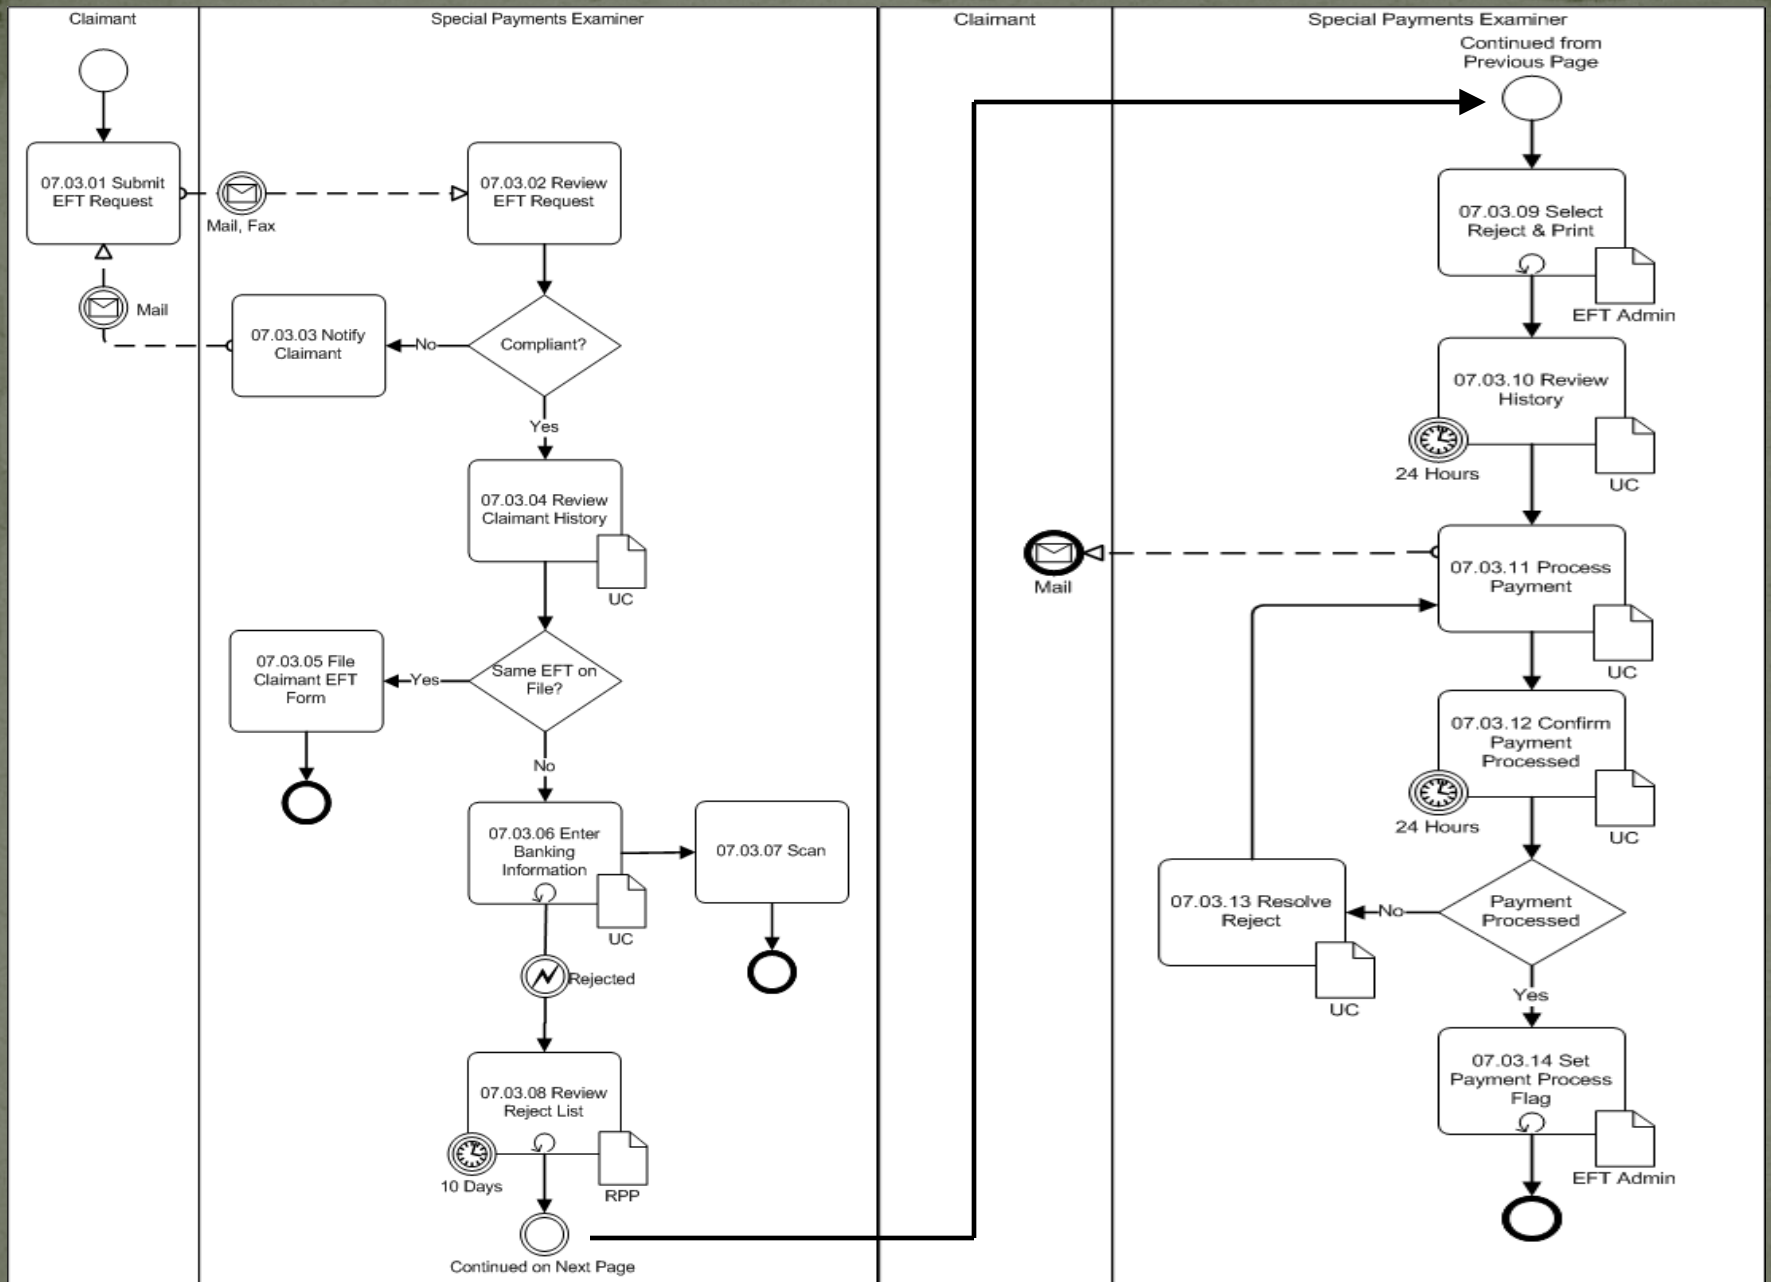 Claimant
Special Payments Examiner
07.03.01 Submit
EFT Request
Mail, Fax
07.03.02 Review
EFT Request
Mail
07.03.03 Notify
Claimant
No
Compliant?
Yes
07.03.04 Review
Claimant History
UC
07.03.05 File
Claimant EFT
Form
Yes
Same EFT on
File?
No
07.03.06 Enter
Banking
Information
UC
07.03.07 Scan
Rejected
07.03.08 Review
Reject List
10 Days
RPP
Continued on Next Page
Claimant
Special Payments Examiner
Continued from
Previous Page
07.03.09 Select
Reject & Print
EFT Admin
07.03.10 Review
History
24 Hours
UC
Mail
07.03.11 Process
Payment
UC
07.03.12 Confirm
Payment
Processed
24 Hours
UC
07.03.13 Resolve
Reject
UC
No
Payment
Processed
Yes
07.03.14 Set
Payment Process
Flag
EFT Admin